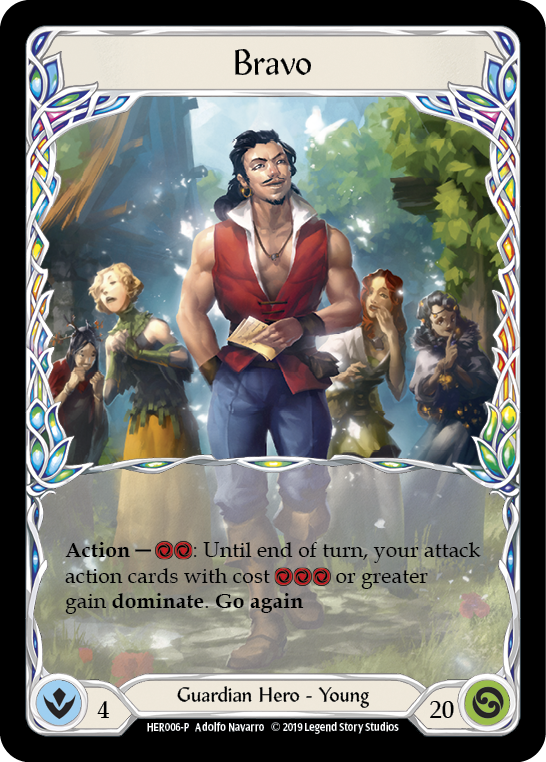 Bravo
Action — : Until end of turn, your attack
action cards with cost or greater
gain dominate. Go again
4
Guardian Hero - Young
20
HER006-P Adolfo Navarro © 2019 Legend Story Studios